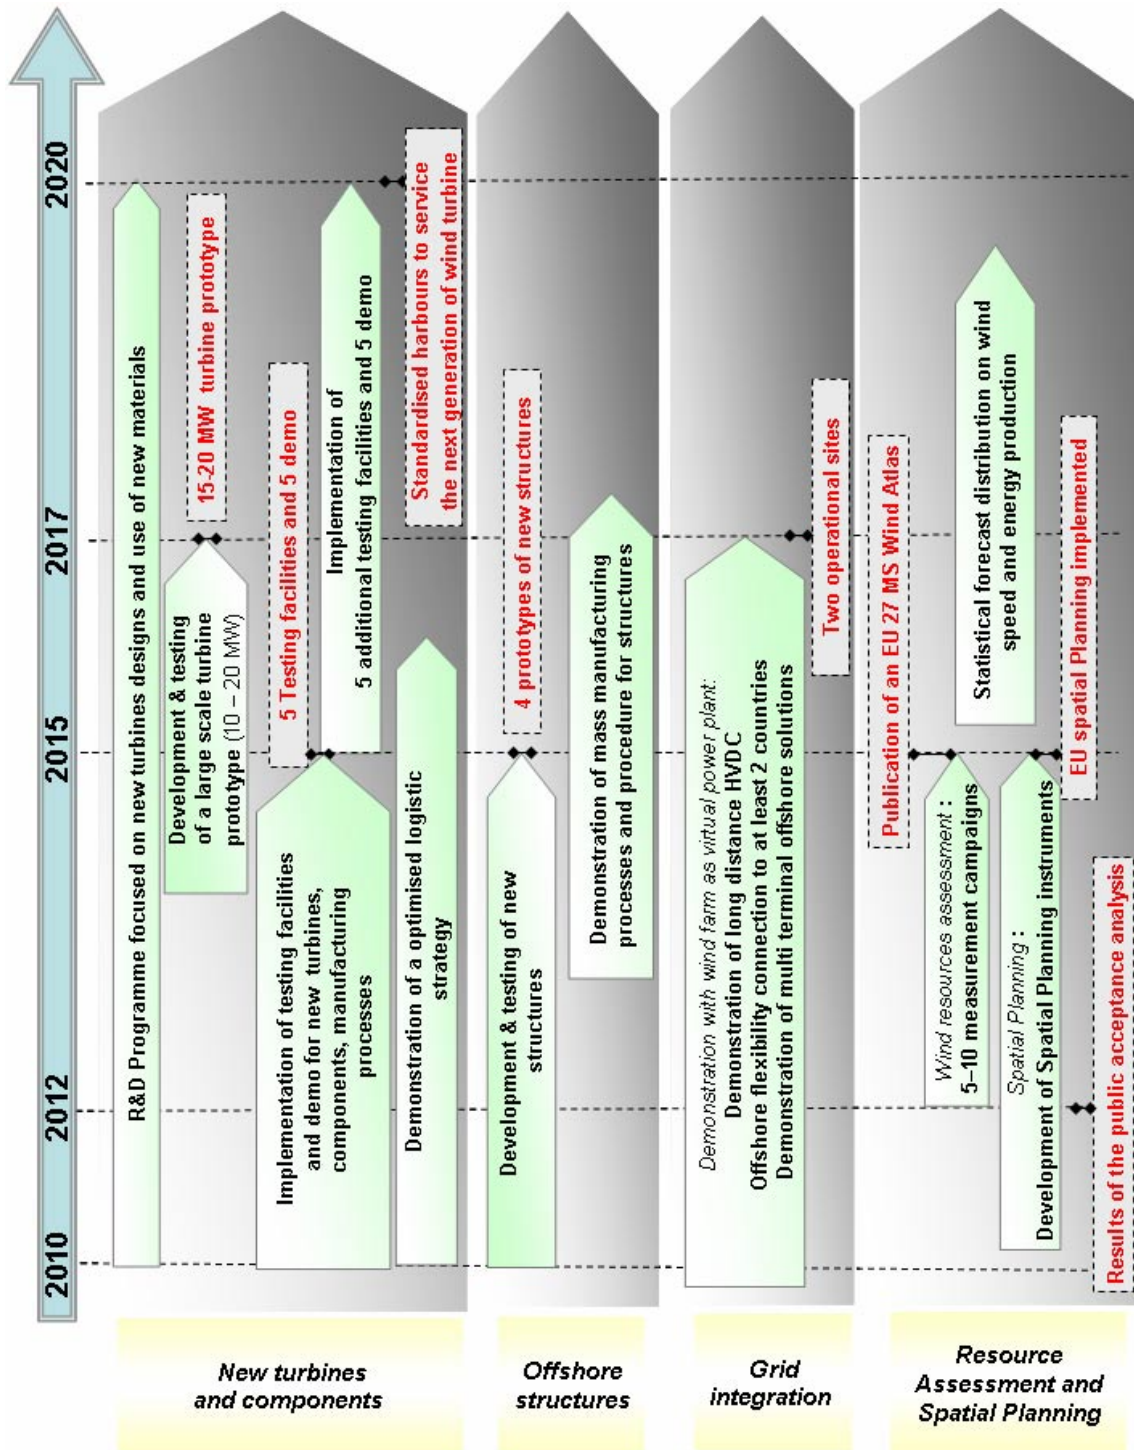 2010
2012
2015
2017
2020
New turbines
and components
R&D Programme focused on new turbines designs and use of new materials
Development & testing
of a large scale turbine
prototype (10 – 20 MW)
15-20 MW turbine prototype
Implementation of testing facilities
and demo for new turbines,
components, manufacturing
processes
5 Testing facilities and 5 demo
Implementation of
5 additional testing facilities and 5 demo
Demonstration of a optimised logistic
strategy
Standardised harbours to service
the next generation of wind turbine
Offshore
structures
Development & testing of new
structures
4 prototypes of new structures
Demonstration of mass manufacturing
processes and procedure for structures
Grid
integration
Demonstration with wind farm as virtual power plant:
Demonstration of long distance HVDC
Offshore flexibility connection to at least 2 countries
Demonstration of multi terminal offshore solutions
Two operational sites
Resource
Assessment and
Spatial Planning
Publication of an EU 27 MS Wind Atlas
Wind resources assessment :
5–10 measurement campaigns
Statistical forecast distribution on wind
speed and energy production
Spatial Planning :
Development of Spatial Planning instruments
EU spatial Planning implemented
Results of the public acceptance analysis